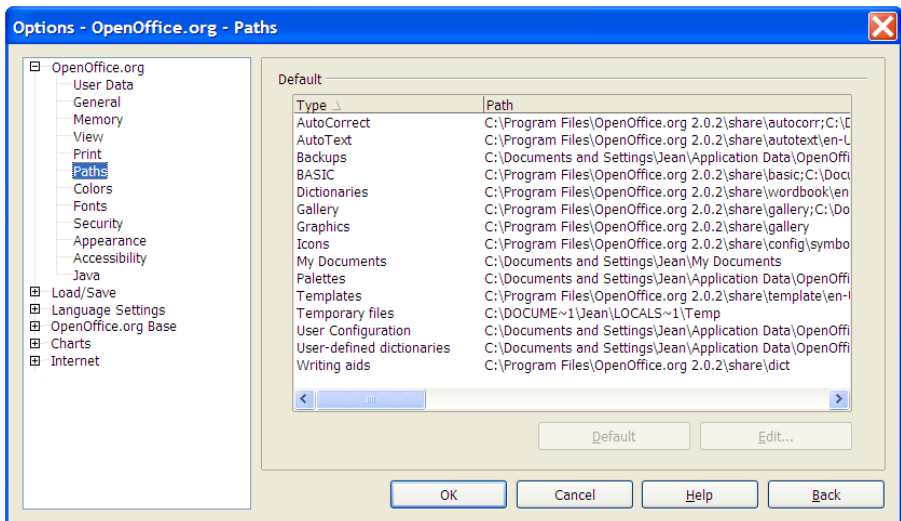 Options - OpenOffice.org - Paths
OpenOffice.org
User Data
General
Memory
View
Print
Paths
Colors
Fonts
Security
Appearance
Accessibility
Java
Load/Save
Language Settings
OpenOffice.org Base
Charts
Internet
Default
Type Path
AutoCorrect C:\Program Files\OpenOffice.org 2.0.2\share\autocorr;C:\D
AutoText C:\Program Files\OpenOffice.org 2.0.2\share\autotext\en-U
Backups C:\Documents and Settings\Jean\Application Data\OpenOffi
BASIC C:\Program Files\OpenOffice.org 2.0.2\share\basic;C:\Docu
Dictionaries C:\Program Files\OpenOffice.org 2.0.2\share\wordbook\en-
Gallery C:\Program Files\OpenOffice.org 2.0.2\share\gallery;C:\Do
Graphics C:\Program Files\OpenOffice.org 2.0.2\share\gallery
Icons C:\Program Files\OpenOffice.org 2.0.2\share\config\symbo
My Documents C:\Documents and Settings\Jean\My Documents
Palettes C:\Documents and Settings\Jean\Application Data\OpenOffi
Templates C:\Program Files\OpenOffice.org 2.0.2\share\template\en-U
Temporary files C:\DOCUME~1\Jean\LOCALS~1\Temp
User Configuration C:\Documents and Settings\Jean\Application Data\OpenOffi
User-defined dictionaries C:\Documents and Settings\Jean\Application Data\OpenOffi
Writing aids C:\Program Files\OpenOffice.org 2.0.2\share\dict
Default Edit...
OK Cancel Help Back